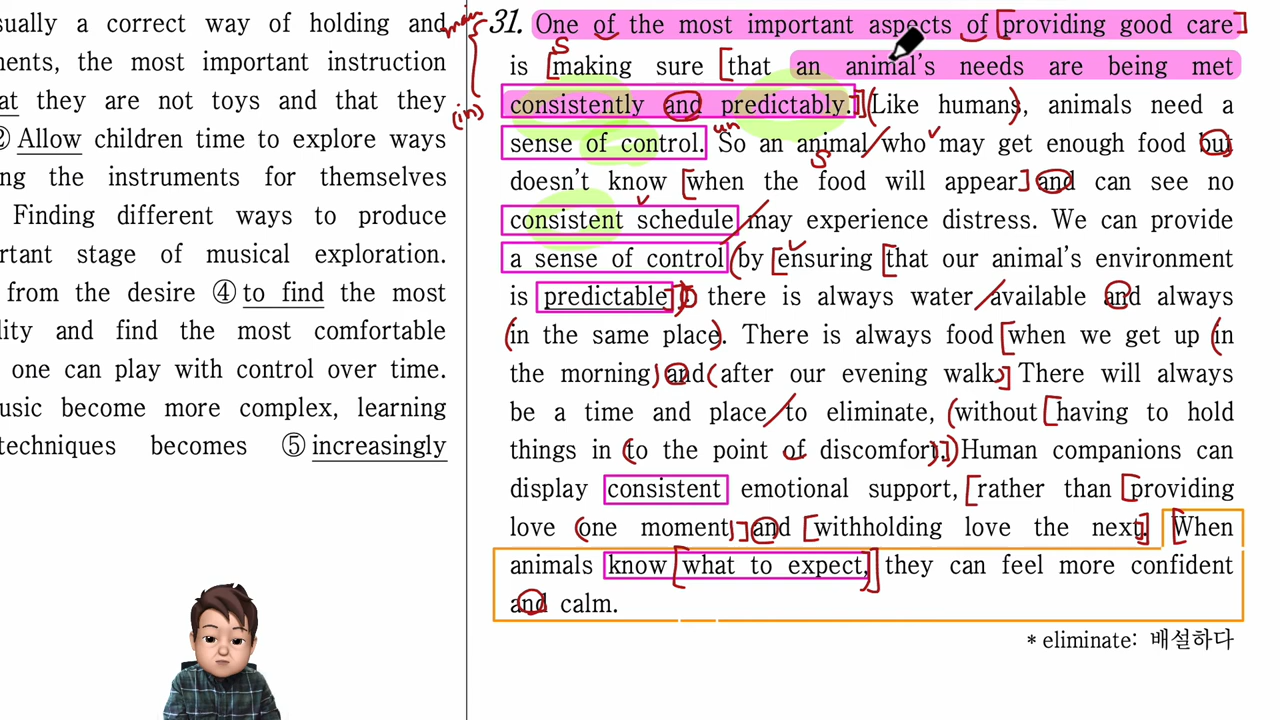 sually a correct way of holding and
ments, the most important instruction
at they are not toys and that they
② Allow children time to explore ways
ng the instruments for themselves
Finding different ways to produce
rtant stage of musical exploration.
from the desire ④ to find the most
lity and find the most comfortable
one can play with control over time.
usic become more complex, learning
techniques becomes ⑤ increasingly
main
31. One of the most important aspects of [providing good care]
S
is [making sure [that an animal's needs are being met
(in)
consistently and predictably.]] (Like humans), animals need a
un
sense of control. So an animal / who may get enough food but
S
doesn't know [when the food will appear] and can see no
consistent schedule / may experience distress. We can provide
a sense of control (by [ensuring [that our animal's environment
is predictable]]) there is always water / available and always
(in the same place). There is always food [when we get up (in
the morning) and (after our evening walk)] There will always
be a time and place / to eliminate, (without [having to hold
things in (to the point of discomfort).]) Human companions can
display consistent emotional support, [rather than [providing
love (one moment)] and [withholding love the next]. [When
animals know [what to expect,]] they can feel more confident
and calm.
* eliminate: 배설하다